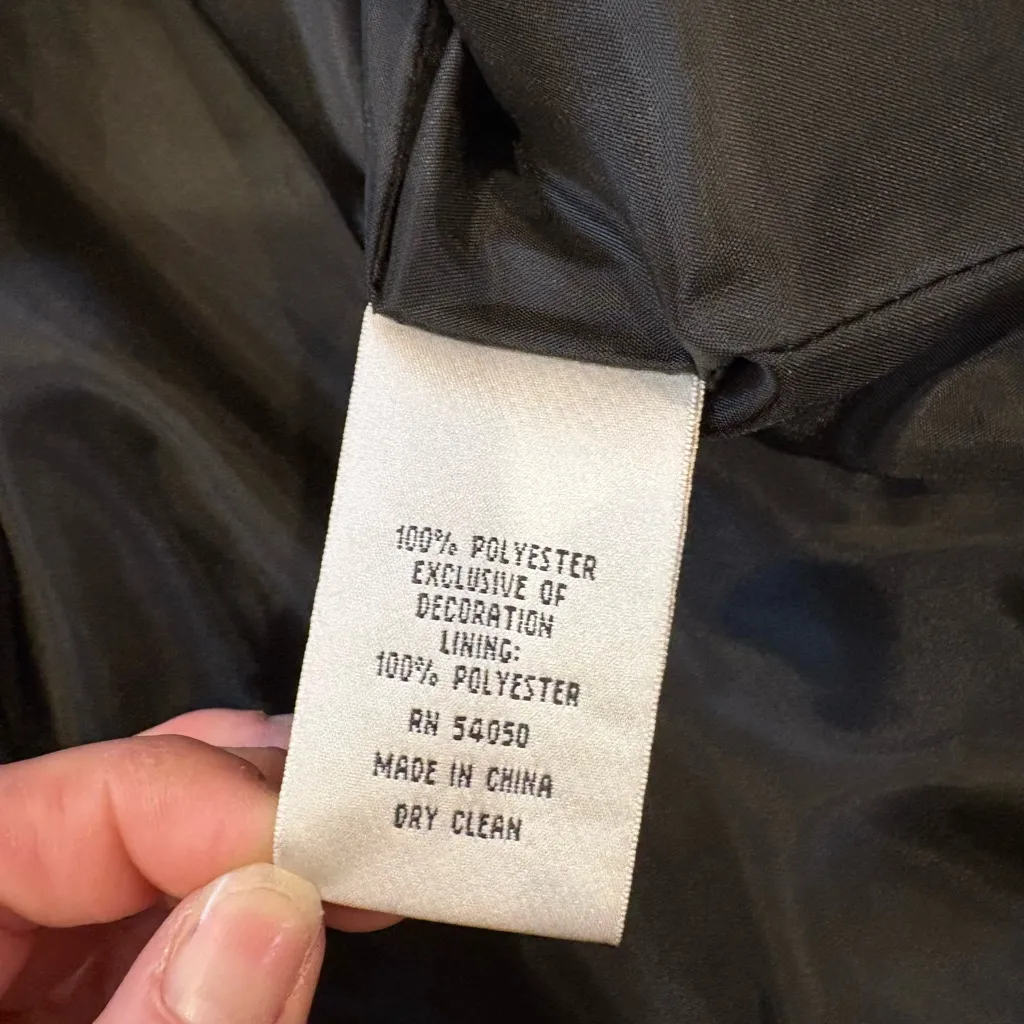 100% POLYESTER
EXCLUSIVE OF
DECORATION
LINING:
100% POLYESTER
RN 54050
MADE IN CHINA
DRY CLEAN